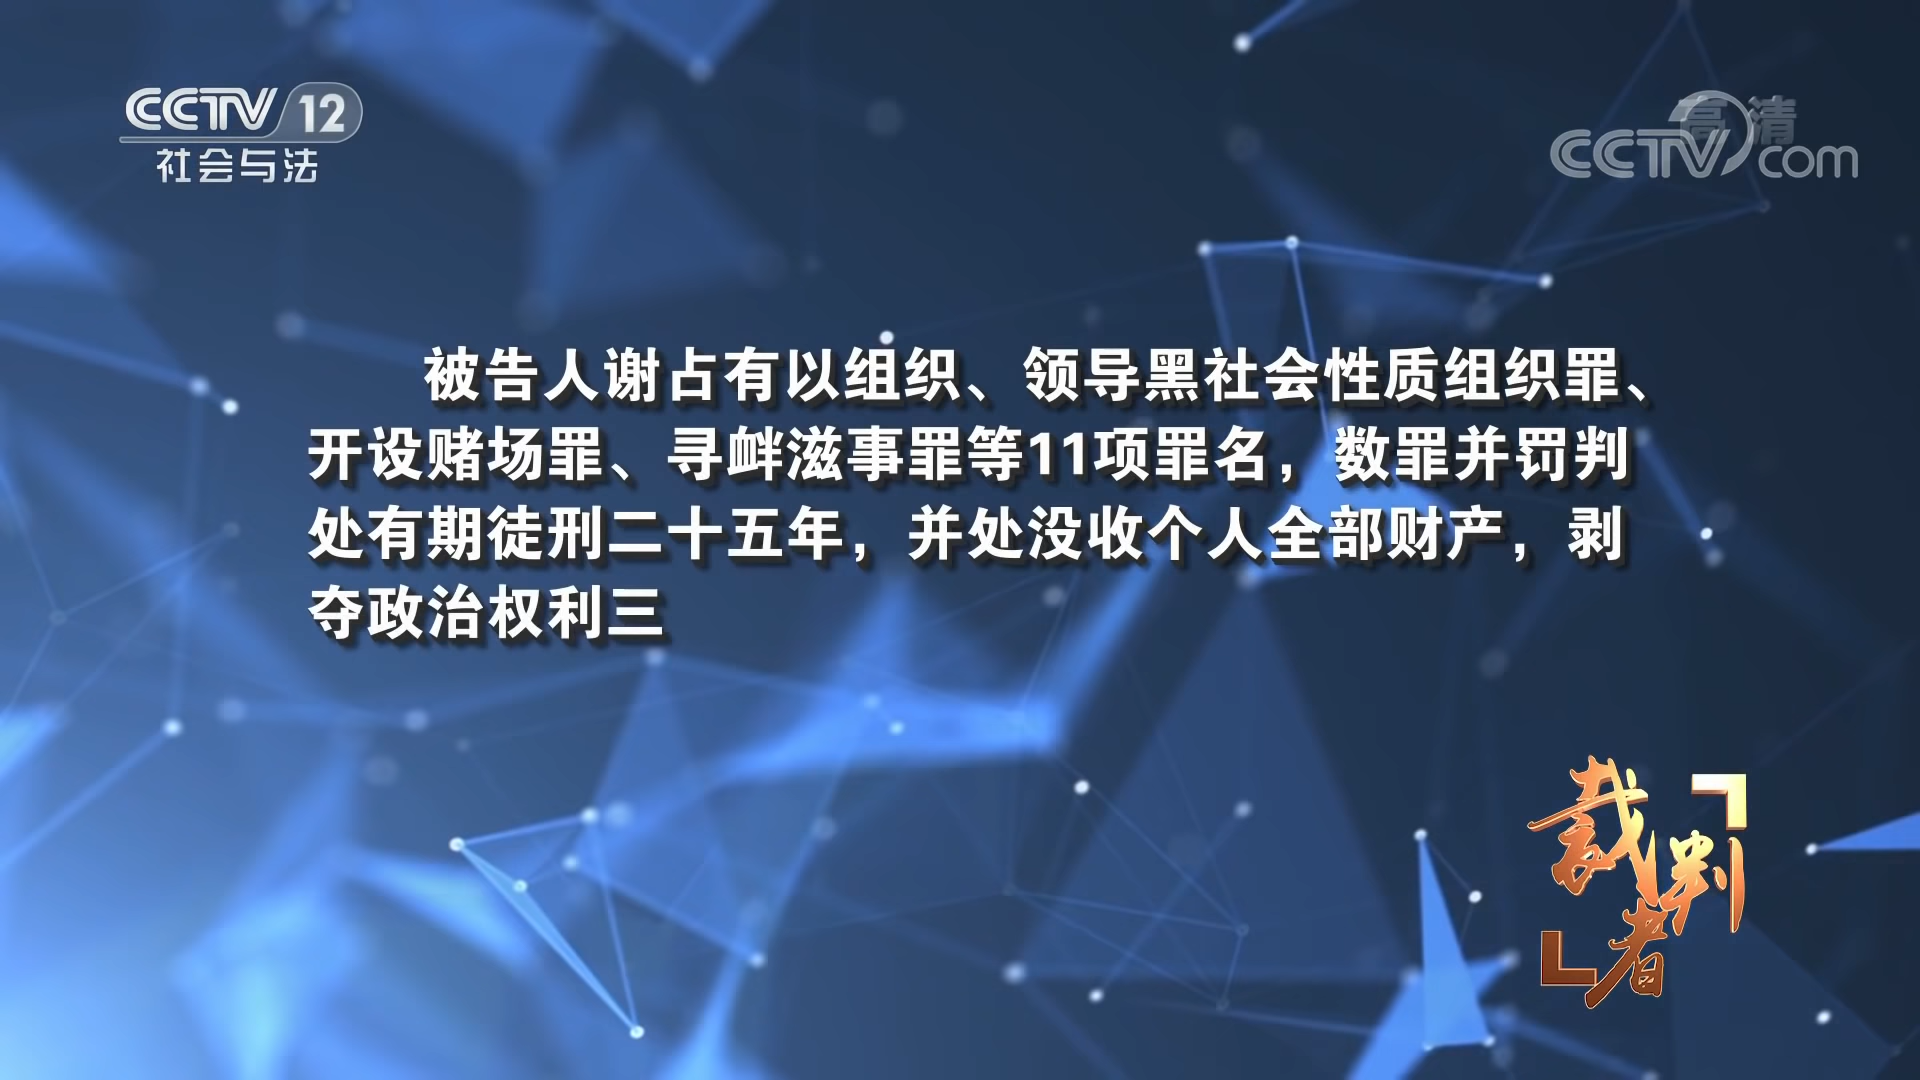 CCTV 12
社会与法
高清
CCTV.com
被告人谢占有以组织、领导黑社会性质组织罪、
开设赌场罪、寻衅滋事罪等11项罪名，数罪并罚判
处有期徒刑二十五年，并处没收个人全部财产，剥
夺政治权利三
裁判者